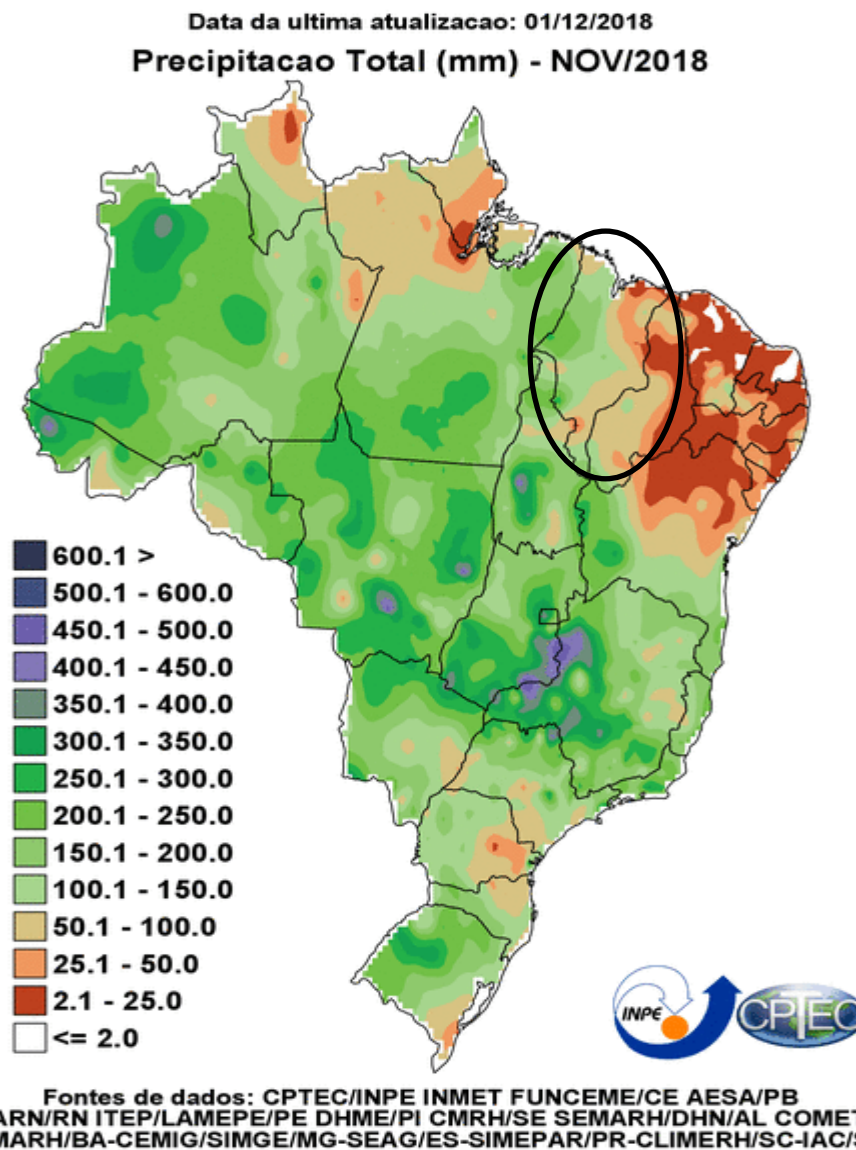 Data da ultima atualizacao: 01/12/2018
Precipitacao Total (mm) - NOV/2018
600.1 >
500.1 - 600.0
450.1 - 500.0
400.1 - 450.0
350.1 - 400.0
300.1 - 350.0
250.1 - 300.0
200.1 - 250.0
150.1 - 200.0
100.1 - 150.0
50.1 - 100.0
25.1 - 50.0
2.1 - 25.0
<= 2.0
INPE
CPTEC
Fontes de dados: CPTEC/INPE INMET FUNCEME/CE AESA/PB
ARN/RN ITEP/LAMEPE/PE DHME/PI CMRH/SE SEMARH/DHN/AL COMET
MARH/BA-CEMIG/SIMGE/MG-SEAG/ES-SIMEPAR/PR-CLIMERH/SC-IAC/